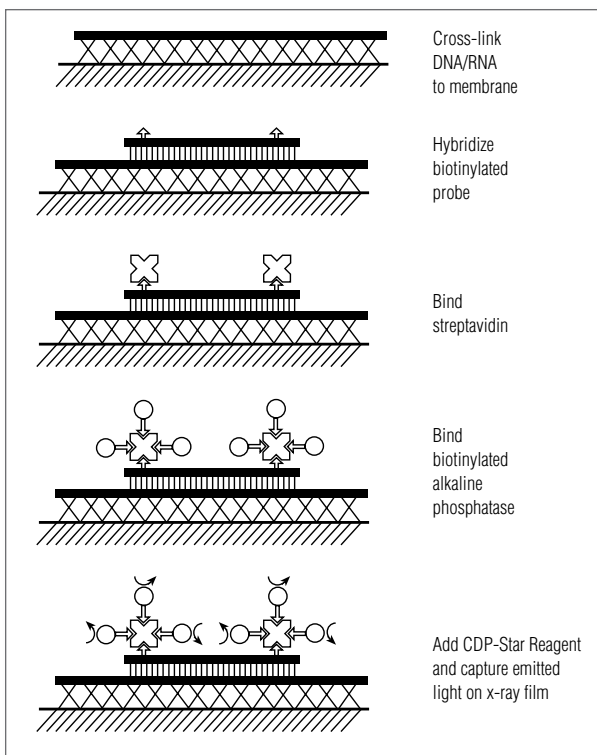 Cross-link
DNA/RNA
to membrane
Hybridize
biotinylated
probe
Bind
streptavidin
Bind
biotinylated
alkaline
phosphatase
Add CDP-Star Reagent
and capture emitted
light on x-ray film